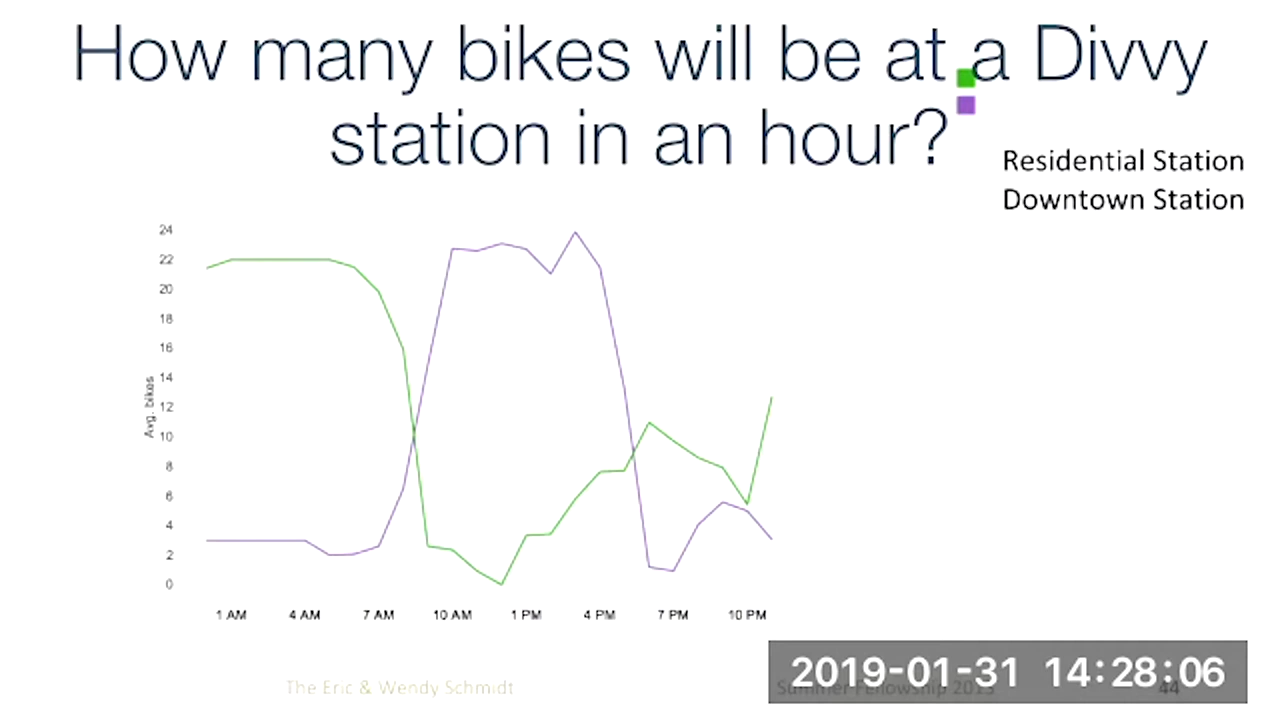 How many bikes will be at a Divvy
station in an hour?
Residential Station
Downtown Station
24
22
20
18
16
14
12
10
8
6
4
2
0
Avg. bikes
1 AM 4 AM 7 AM 10 AM 1 PM 4 PM 7 PM 10 PM
2019-01-31 14:28:06
The Eric & Wendy Schmidt Summer Fellowship 2013 44